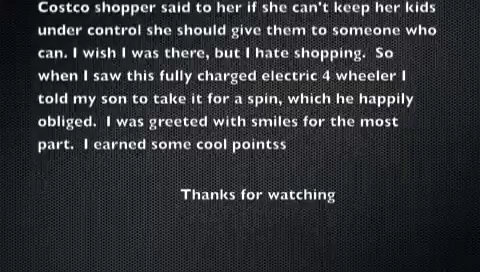 Costco shopper said to her if she can't keep her kids
under control she should give them to someone who
can. I wish I was there, but I hate shopping.  So
when I saw this fully charged electric 4 wheeler I
told my son to take it for a spin, which he happily
obliged.  I was greeted with smiles for the most
part.  I earned some cool pointss
Thanks for watching